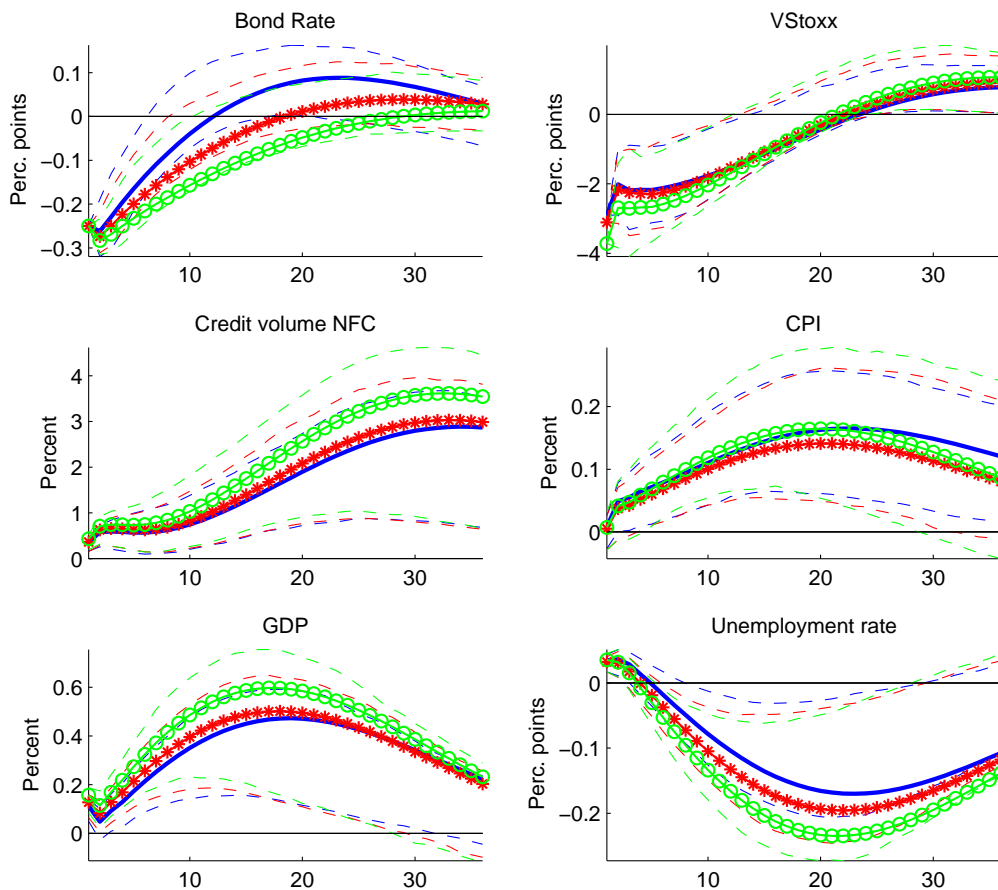 Bond Rate
Perc. points
0.1
0
−0.1
−0.2
−0.3
10 20 30
VStoxx
Perc. points
0
−2
−4
10 20 30
Credit volume NFC
Percent
4
3
2
1
0
10 20 30
CPI
Percent
0.2
0.1
0
10 20 30
GDP
Percent
0.6
0.4
0.2
0
10 20 30
Unemployment rate
Perc. points
0
−0.1
−0.2
10 20 30